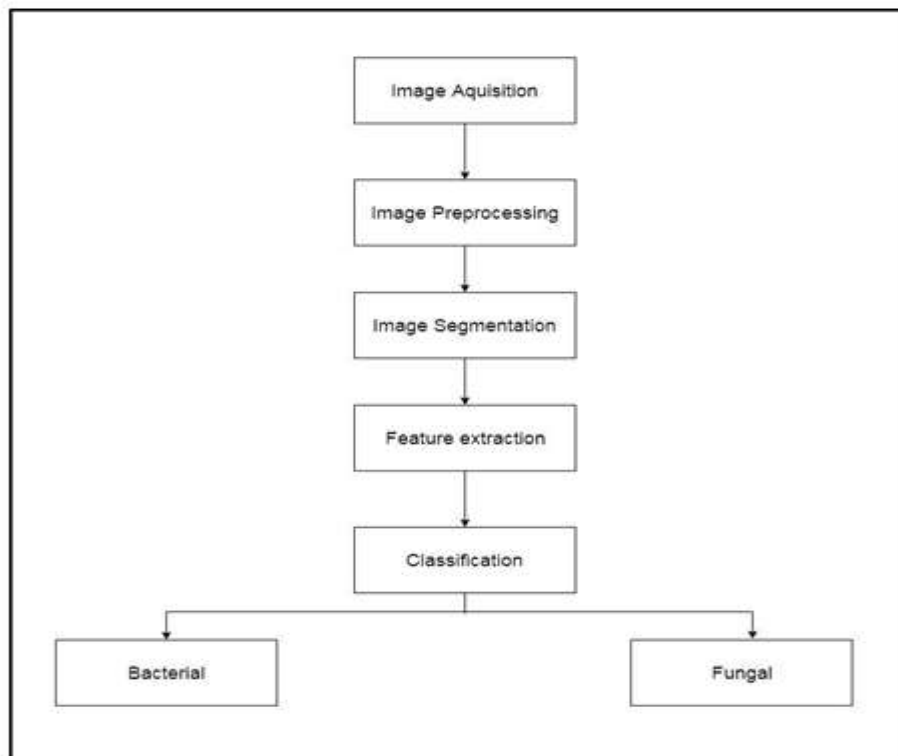 Image Aquisition
Image Preprocessing
Image Segmentation
Feature extraction
Classification
Bacterial
Fungal